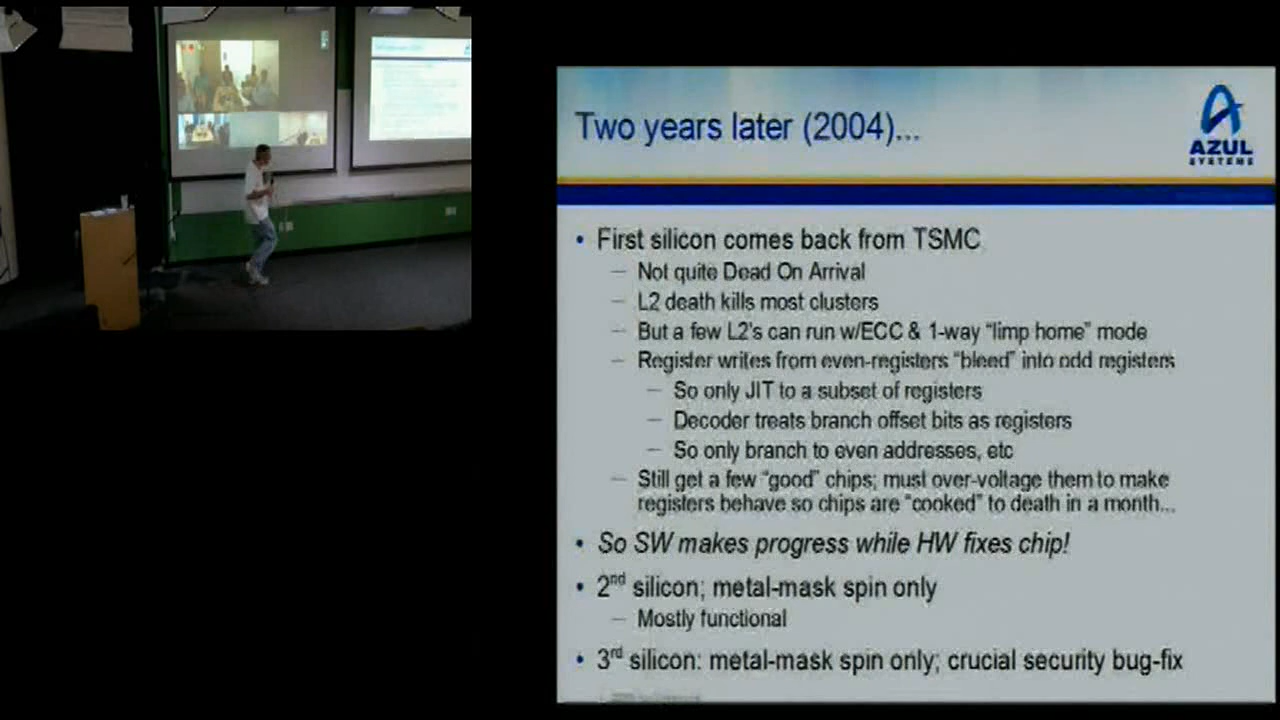 Two years later (2004)...
AZUL
SYSTEMS
• First silicon comes back from TSMC
– Not quite Dead On Arrival
– L2 death kills most clusters
– But a few L2's can run w/ECC & 1-way “limp home” mode
– Register writes from even-registers “bleed” into odd registers
– So only JIT to a subset of registers
– Decoder treats branch offset bits as registers
– So only branch to even addresses, etc
– Still get a few “good” chips; must over-voltage them to make
registers behave so chips are “cooked” to death in a month...
• So SW makes progress while HW fixes chip!
• 2nd silicon; metal-mask spin only
– Mostly functional
• 3rd silicon: metal-mask spin only; crucial security bug-fix